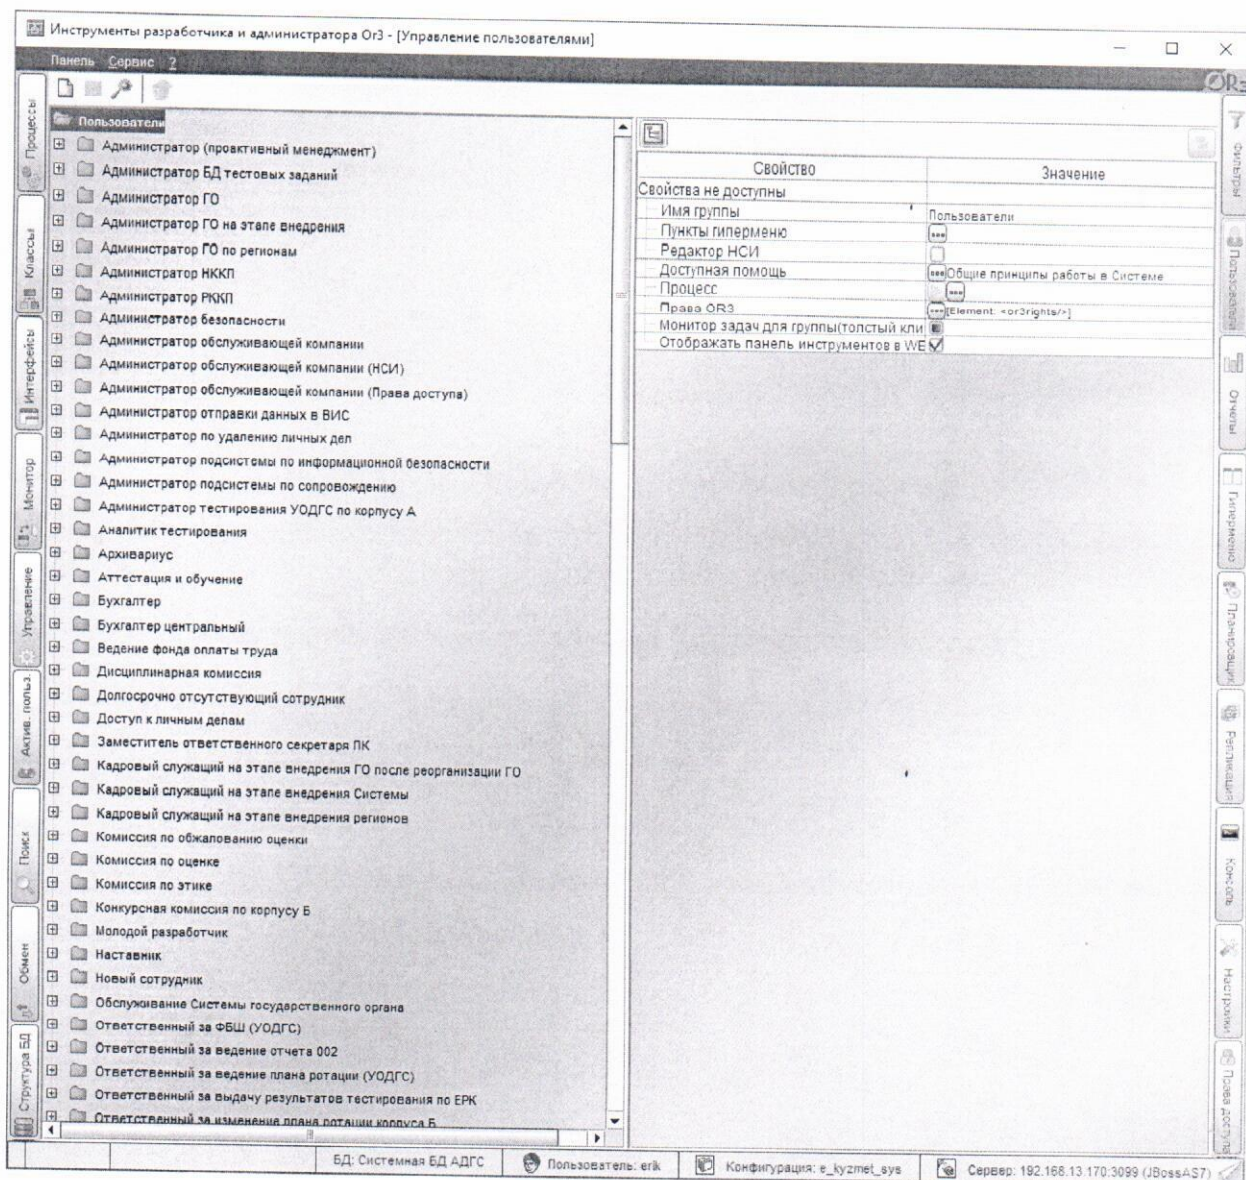 Инструменты разработчика и администратора Or3 - [Управление пользователями]
Панель Сервис ?
OR3
Процессы
Классы
Интерфейсы
Монитор
Управление
Актив. польз.
Поиск
Обмен
Структура БД
Пользователи
Администратор (проактивный менеджмент)
Администратор БД тестовых заданий
Администратор ГО
Администратор ГО на этапе внедрения
Администратор ГО по регионам
Администратор НККП
Администратор РККП
Администратор безопасности
Администратор обслуживающей компании
Администратор обслуживающей компании (НСИ)
Администратор обслуживающей компании (Права доступа)
Администратор отправки данных в ВИС
Администратор по удалению личных дел
Администратор подсистемы по информационной безопасности
Администратор подсистемы по сопровождению
Администратор тестирования УОДГС по корпусу А
Аналитик тестирования
Архивариус
Аттестация и обучение
Бухгалтер
Бухгалтер центральный
Ведение фонда оплаты труда
Дисциплинарная комиссия
Долгосрочно отсутствующий сотрудник
Доступ к личным делам
Заместитель ответственного секретаря ПК
Кадровый служащий на этапе внедрения ГО после реорганизации ГО
Кадровый служащий на этапе внедрения Системы
Кадровый служащий на этапе внедрения регионов
Комиссия по обжалованию оценки
Комиссия по оценке
Комиссия по этике
Конкурсная комиссия по корпусу Б
Молодой разработчик
Наставник
Новый сотрудник
Обслуживание Системы государственного органа
Ответственный за ФБШ (УОДГС)
Ответственный за ведение отчета 002
Ответственный за ведение плана ротации (УОДГС)
Ответственный за выдачу результатов тестирования по ЕРК
Ответственный за изменение плана ротации корпуса Б
Свойство Значение
Свойства не доступны
Имя группы Пользователи
Пункты гиперменю
Редактор НСИ
Доступная помощь Общие принципы работы в Системе
Процесс
Права OR3 [Element: <or3rights/>]
Монитор задач для группы(толстый кли
Отображать панель инструментов в WE
Фильтры
Пользователи
Отчеты
Гиперменю
Планировщик
Репликация
Консоль
Настройки
Права доступа
БД: Системная БД АДГС Пользователь: erik Конфигурация: e_kyzmet_sys Сервер: 192.168.13.170:3099 (JBossAS7)